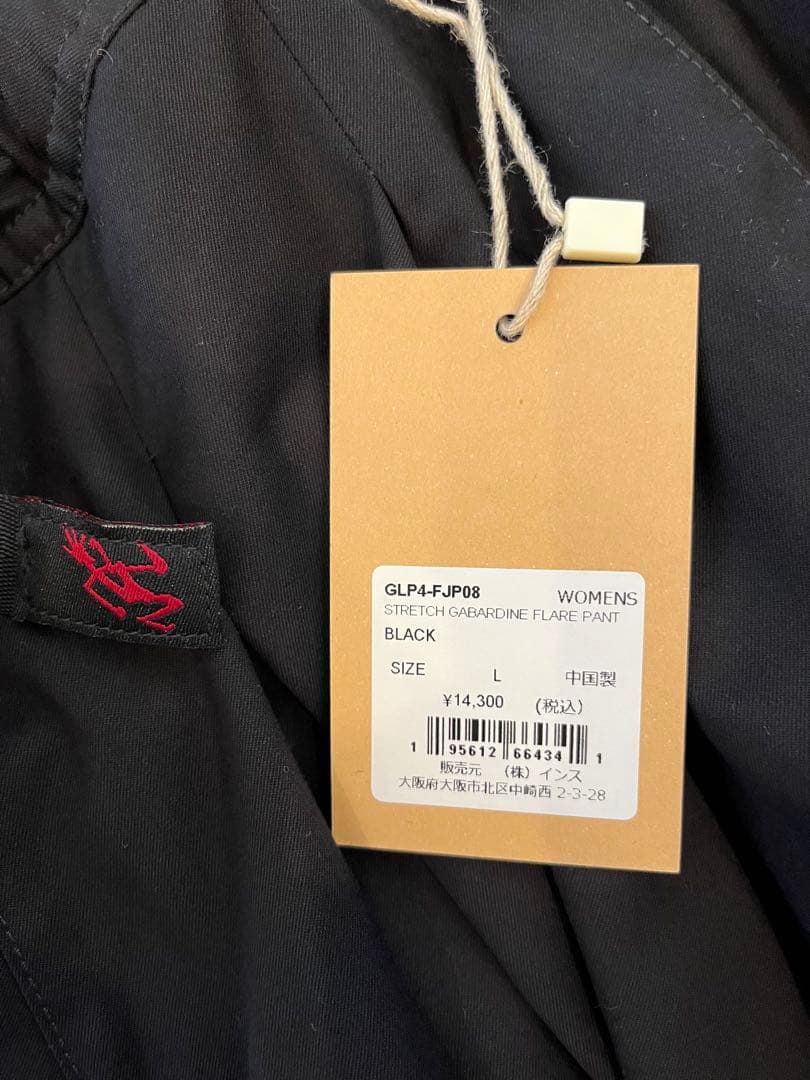 GLP4-FJP08 WOMENS
STRETCH GABARDINE FLARE PANT
BLACK
SIZE L 中国製
¥14,300 (税込)
1 95612 66434 1
販売元 (株) インス
大阪府大阪市北区中崎西 2-3-28